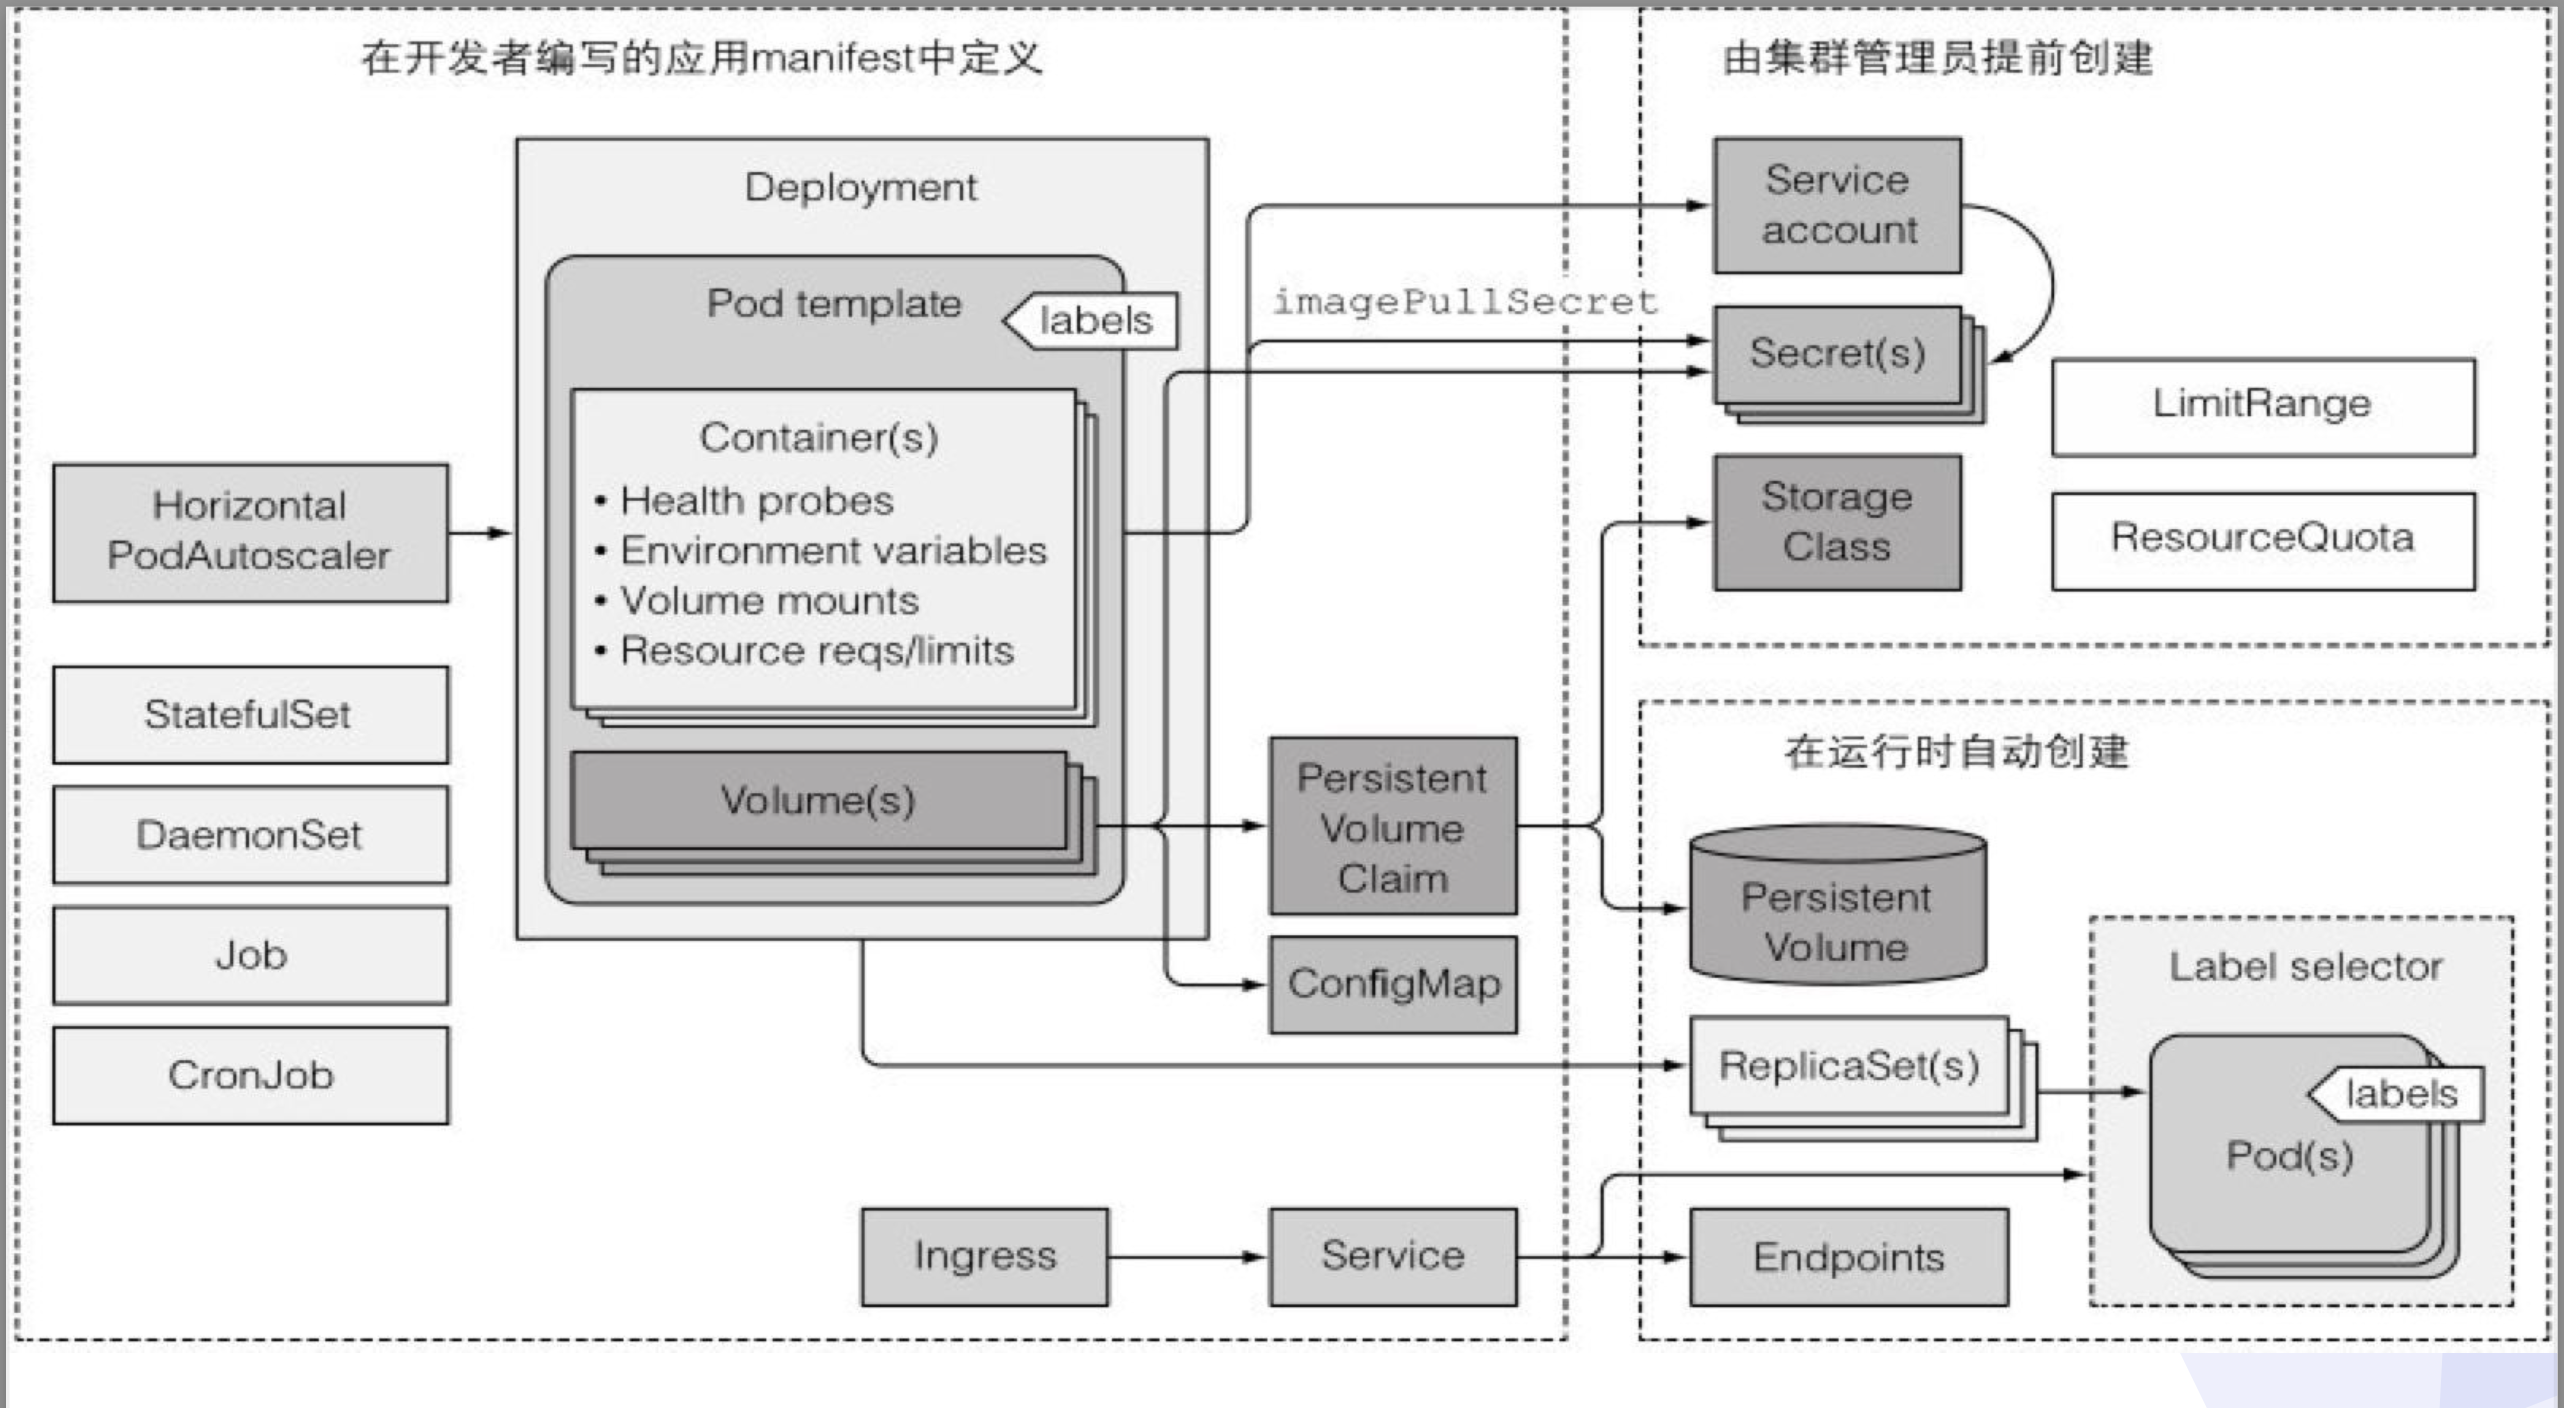 在开发者编写的应用manifest中定义
由集群管理员提前创建
Deployment
Pod template
labels
Container(s)
• Health probes
• Environment variables
• Volume mounts
• Resource reqs/limits
Volume(s)
Horizontal
PodAutoscaler
StatefulSet
DaemonSet
Job
CronJob
imagePullSecret
Persistent
Volume
Claim
ConfigMap
Ingress
Service
Service
account
Secret(s)
Storage
Class
LimitRange
ResourceQuota
在运行时自动创建
Persistent
Volume
ReplicaSet(s)
Endpoints
Label selector
labels
Pod(s)